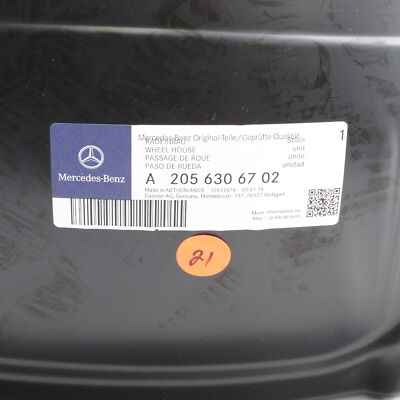 Mercedes-Benz Original-Teile/Geprüfte Qualität
1
Mercedes-Benz
RADEINBAU Stück
WHEEL HOUSE unit
PASSAGE DE ROUE unité
PASO DE RUEDA unidad
A 205 630 67 02
Made in NETHERLANDS
Daimler AG, Germany, Mercedesstr. 137, 70327 Stuttgart
More information on
21